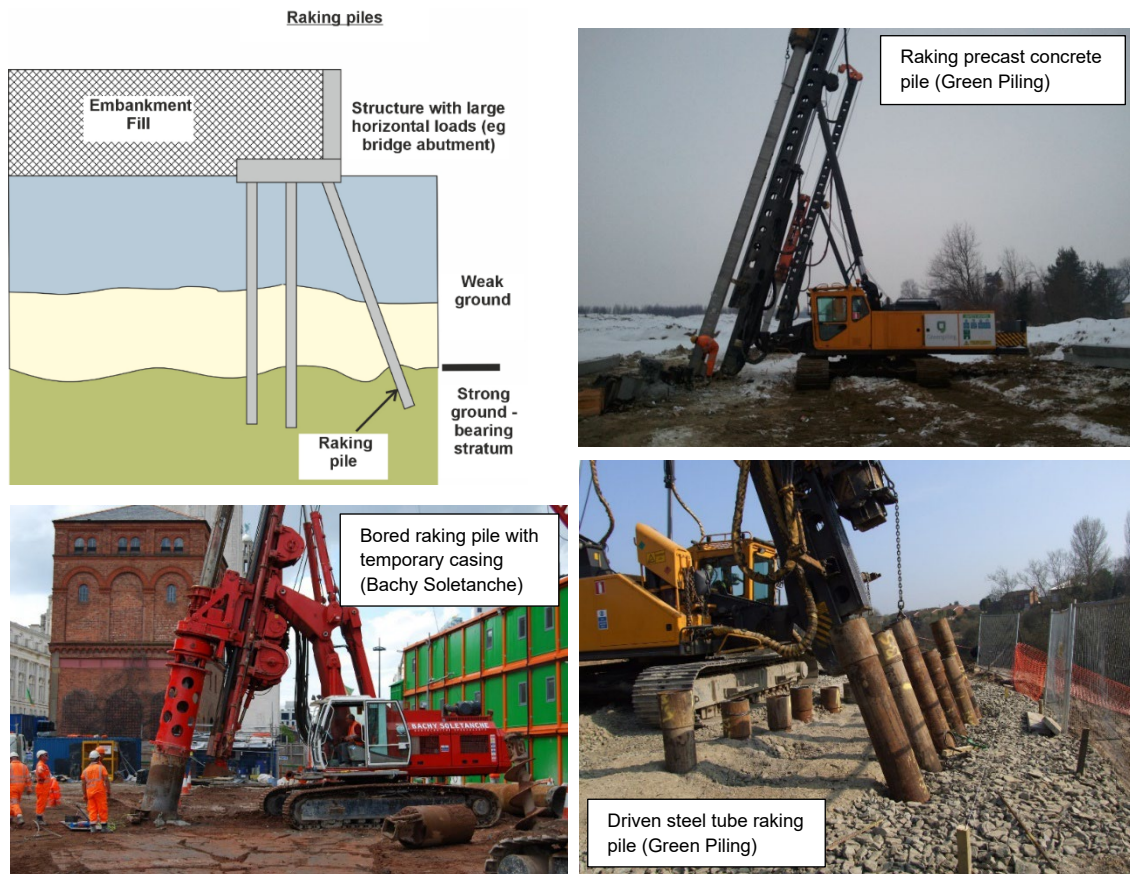 Raking piles
Embankment
Fill
Structure with large
horizontal loads (eg
bridge abutment)
Weak
ground
Strong
ground -
bearing
stratum
Raking
pile
Raking precast concrete
pile (Green Piling)
Bored raking pile with
temporary casing
(Bachy Soletanche)
BACHY SOLETANCHE
Driven steel tube raking
pile (Green Piling)